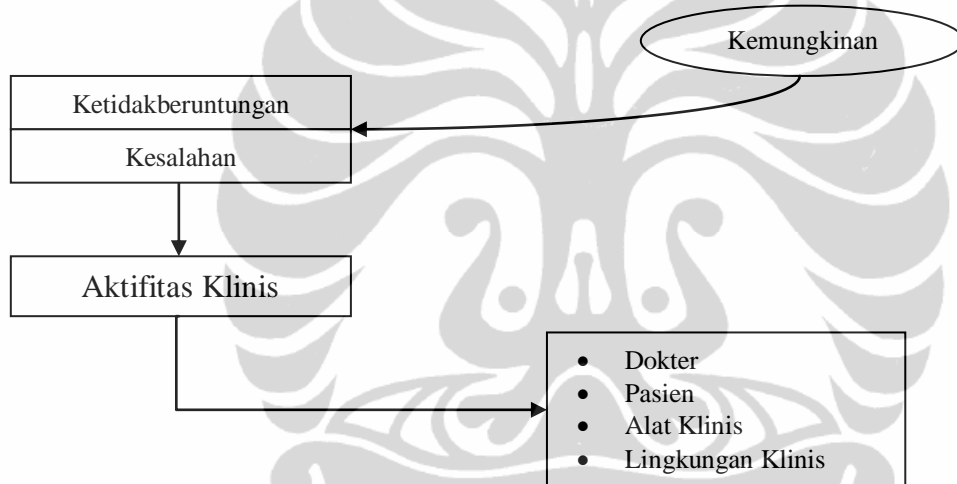 Kemungkinan
Ketidakberuntungan
Kesalahan
Aktifitas Klinis
• Dokter
• Pasien
• Alat Klinis
• Lingkungan Klinis